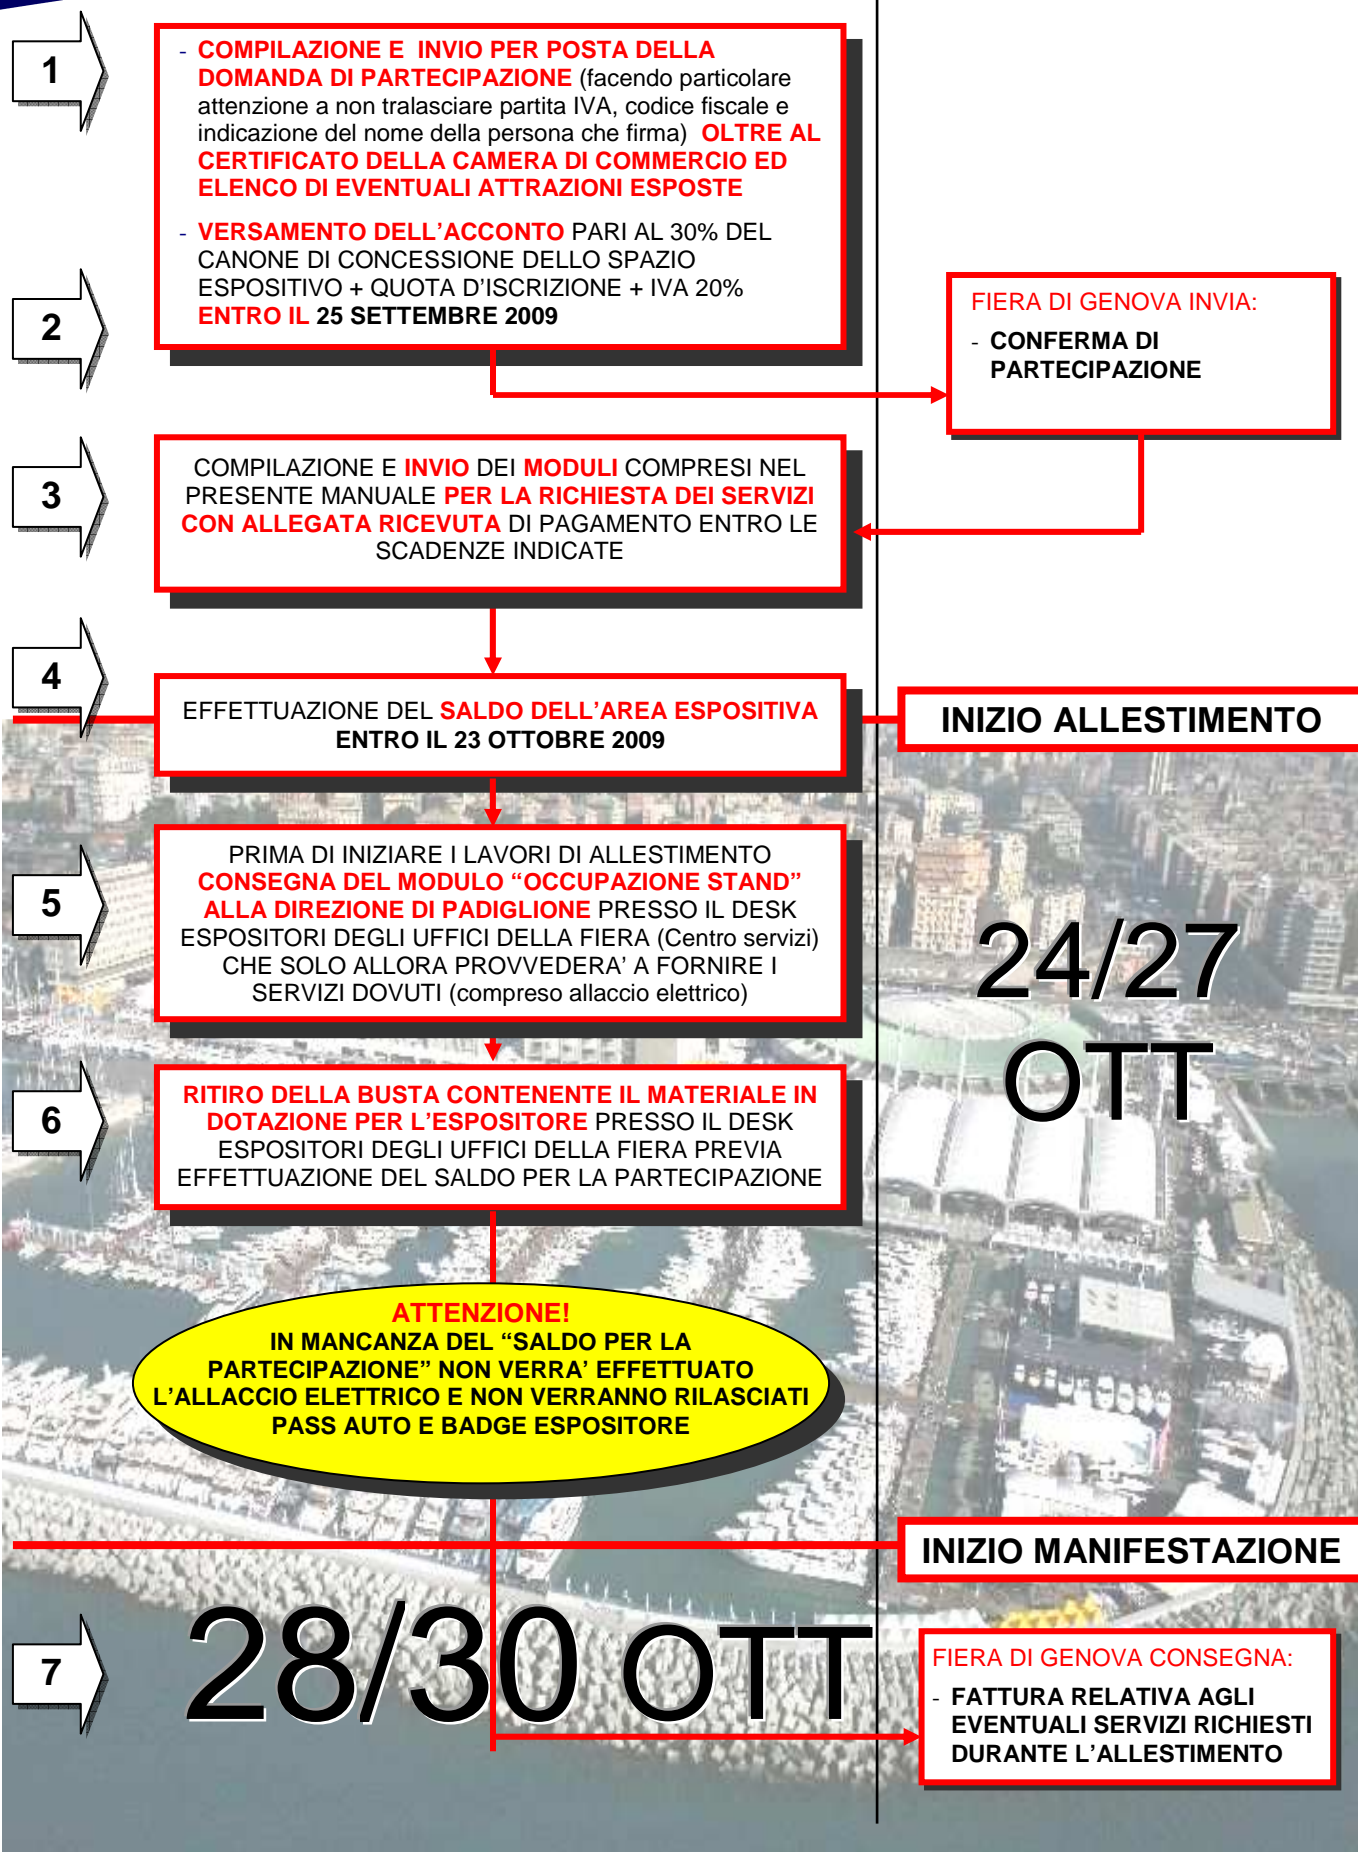 1
- COMPILAZIONE E INVIO PER POSTA DELLA
DOMANDA DI PARTECIPAZIONE (facendo particolare
attenzione a non tralasciare partita IVA, codice fiscale e
indicazione del nome della persona che firma) OLTRE AL
CERTIFICATO DELLA CAMERA DI COMMERCIO ED
ELENCO DI EVENTUALI ATTRAZIONI ESPOSTE
- VERSAMENTO DELL'ACCONTO PARI AL 30% DEL
CANONE DI CONCESSIONE DELLO SPAZIO
ESPOSITIVO + QUOTA D'ISCRIZIONE + IVA 20%
ENTRO IL 25 SETTEMBRE 2009
2
FIERA DI GENOVA INVIA:
- CONFERMA DI
PARTECIPAZIONE
3
COMPILAZIONE E INVIO DEI MODULI COMPRESI NEL
PRESENTE MANUALE PER LA RICHIESTA DEI SERVIZI
CON ALLEGATA RICEVUTA DI PAGAMENTO ENTRO LE
SCADENZE INDICATE
4
EFFETTUAZIONE DEL SALDO DELL'AREA ESPOSITIVA
ENTRO IL 23 OTTOBRE 2009
INIZIO ALLESTIMENTO
5
PRIMA DI INIZIARE I LAVORI DI ALLESTIMENTO
CONSEGNA DEL MODULO “OCCUPAZIONE STAND”
ALLA DIREZIONE DI PADIGLIONE PRESSO IL DESK
ESPOSITORI DEGLI UFFICI DELLA FIERA (Centro servizi)
CHE SOLO ALLORA PROVVEDERA’ A FORNIRE I
SERVIZI DOVUTI (compreso allaccio elettrico)
24/27
OTT
6
RITIRO DELLA BUSTA CONTENENTE IL MATERIALE IN
DOTAZIONE PER L’ESPOSITORE PRESSO IL DESK
ESPOSITORI DEGLI UFFICI DELLA FIERA PREVIA
EFFETTUAZIONE DEL SALDO PER LA PARTECIPAZIONE
ATTENZIONE!
IN MANCANZA DEL “SALDO PER LA
PARTECIPAZIONE” NON VERRA’ EFFETTUATO
L’ALLACCIO ELETTRICO E NON VERRANNO RILASCIATI
PASS AUTO E BADGE ESPOSITORE
INIZIO MANIFESTAZIONE
7
28/30 OTT
FIERA DI GENOVA CONSEGNA:
- FATTURA RELATIVA AGLI
EVENTUALI SERVIZI RICHIESTI
DURANTE L’ALLESTIMENTO